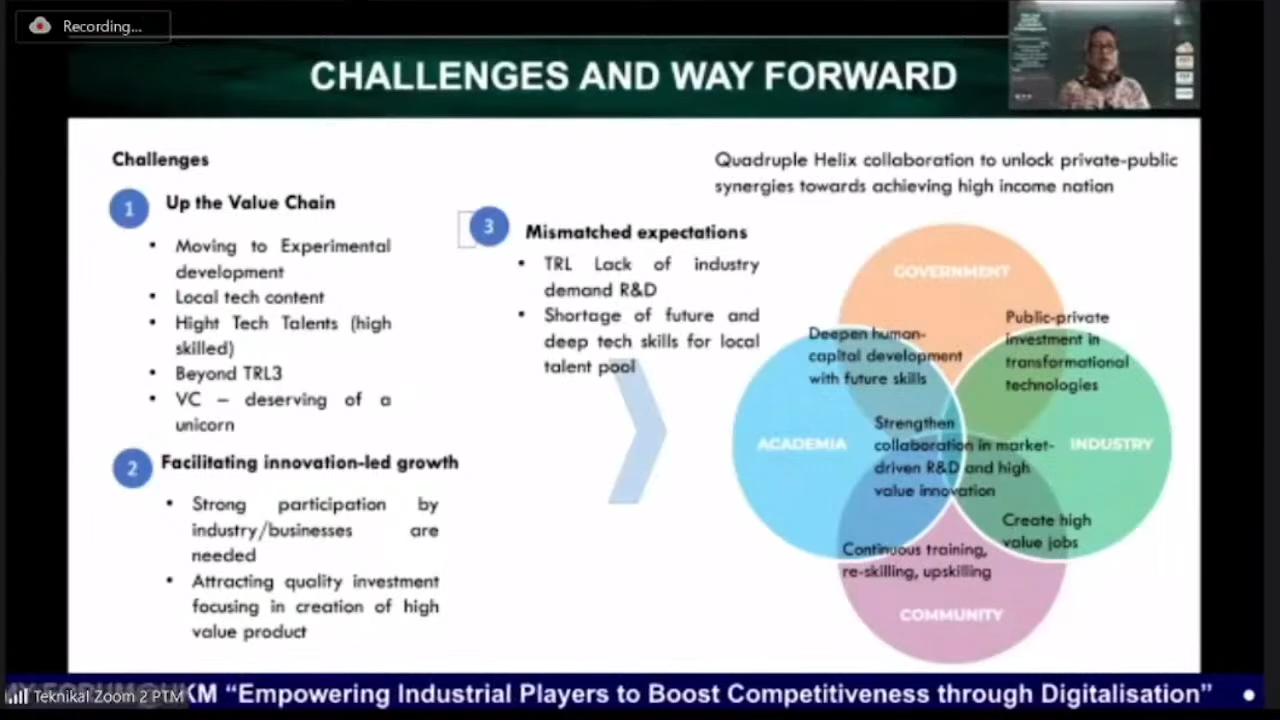 Recording...
CHALLENGES AND WAY FORWARD
Challenges
1
Up the Value Chain
• Moving to Experimental
development
• Local tech content
• Hight Tech Talents (high
skilled)
• Beyond TRL3
• VC – deserving of a
unicorn
2
Facilitating innovation-led growth
• Strong participation by
industry/businesses are
needed
• Attracting quality investment
focusing in creation of high
value product
3
Mismatched expectations
• TRL Lack of industry
demand R&D
• Shortage of future and
deep tech skills for local
talent pool
Quadruple Helix collaboration to unlock private-public
synergies towards achieving high income nation
GOVERNMENT
Deepen human-
capital development
with future skills
Public-private
investment in
transformational
technologies
ACADEMIA
Strengthen
collaboration in market-
driven R&D and high
value innovation
INDUSTRY
Create high
value jobs
Continuous training,
re-skilling, upskilling
COMMUNITY
Teknikal Zoom 2 PTM
KM “Empowering Industrial Players to Boost Competitiveness through Digitalisation” •